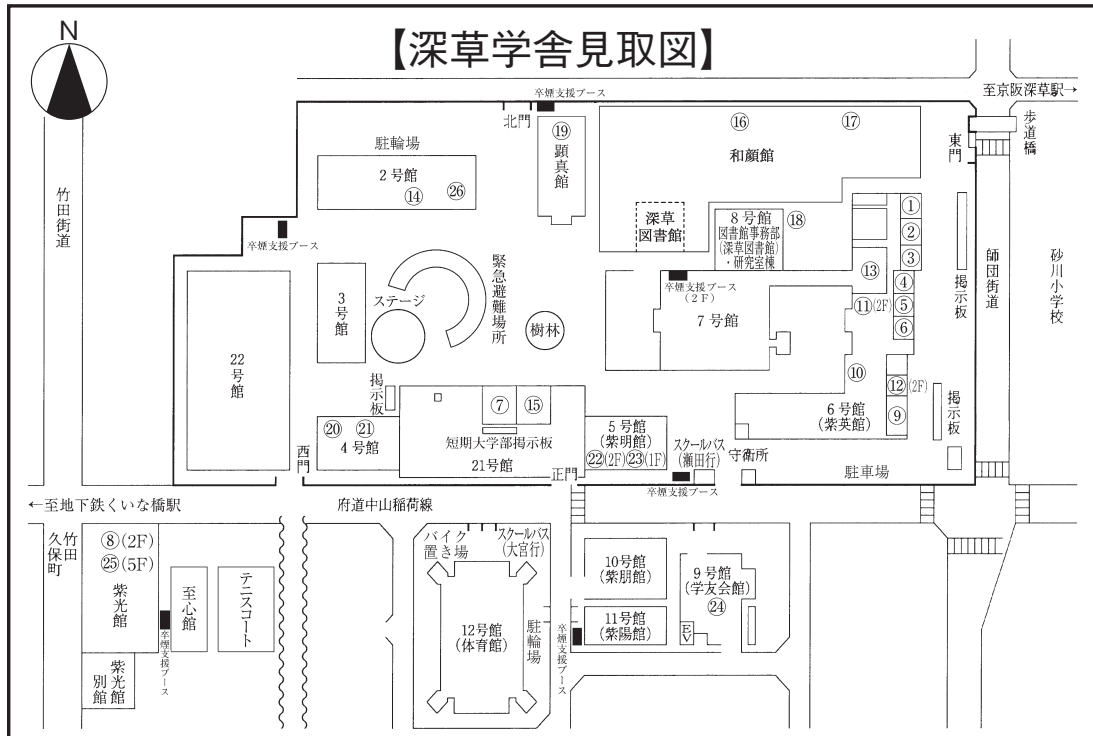 N
【深草学舎見取図】
至京阪深草駅→
卒煙支援ブース
北門
歩道橋
東門
駐輪場
2号館
⑭
㉖
⑲
顕真館
⑯
⑰
和顔館
竹田街道
卒煙支援ブース
深草
図書館
8号館
図書館事務部
(深草図書館)
・研究室棟
⑱
①
②
③
⑬
④
⑤
⑥
⑪(2F)
掲示板
師団街道
砂川小学校
緊急避難場所
ステージ
3号館
樹林
卒煙支援ブース
(2F)
7号館
22号館
掲示板
⑩
⑫(2F)
⑨
6号館
(紫英館)
掲示板
⑦
⑮
短期大学部掲示板
21号館
⑳
㉑
4号館
5号館
(紫明館)
㉒(2F)㉓(1F)
スクールバス
(瀬田行)
守衛所
駐車場
西門
正門
卒煙支援ブース
←至地下鉄くいな橋駅
府道中山稲荷線
竹田
久保町
⑧(2F)
㉕(5F)
紫光館
至心館
テニスコート
卒煙支援ブース
紫光館
別館
バイク
置き場
スクールバス
(大宮行)
12号館
(体育館)
駐輪場
卒煙支援ブース
10号館
(紫朋館)
11号館
(紫陽館)
9号館
(学友会館)
㉔
EV